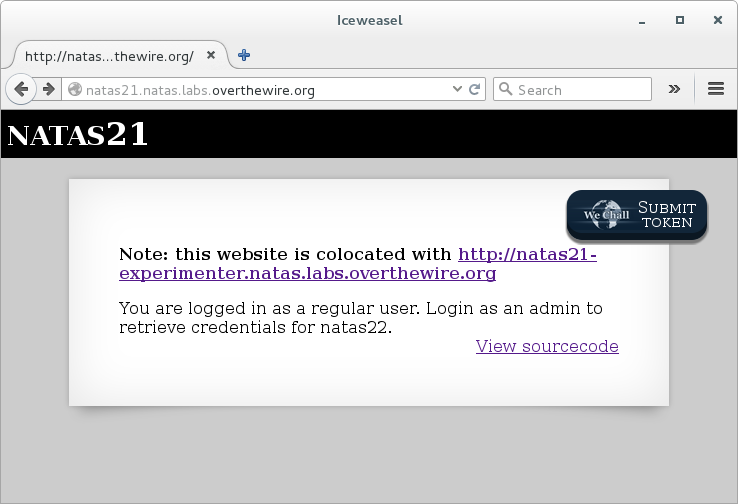 Iceweasel
http://natas...thewire.org/
natas21.natas.labs.overthewire.org
Search
NATAS21
We Chall
SUBMIT
TOKEN
Note: this website is colocated with http://natas21-
experimenter.natas.labs.overthewire.org
You are logged in as a regular user. Login as an admin to
retrieve credentials for natas22.
View sourcecode